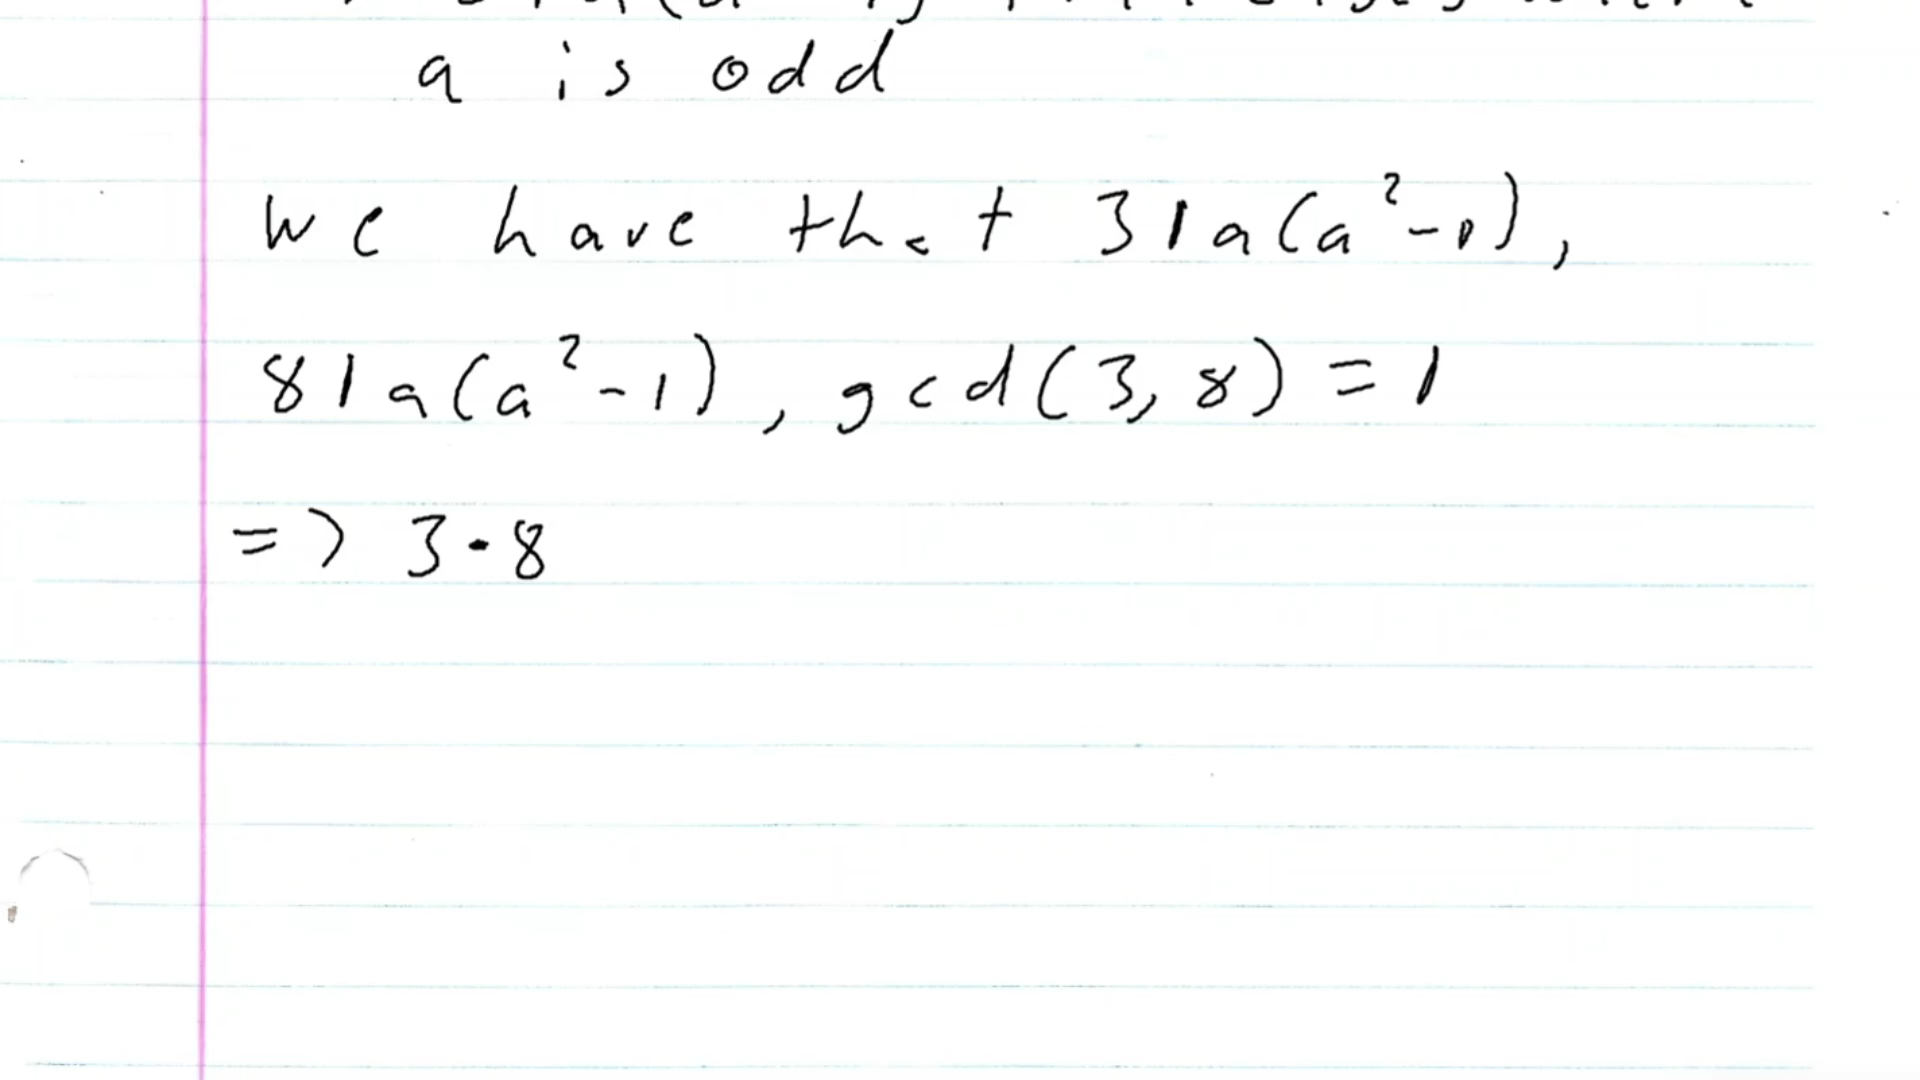 a is odd
we have that 3|a(a²-1),
8|a(a²-1), gcd(3,8)=1
=> 3·8